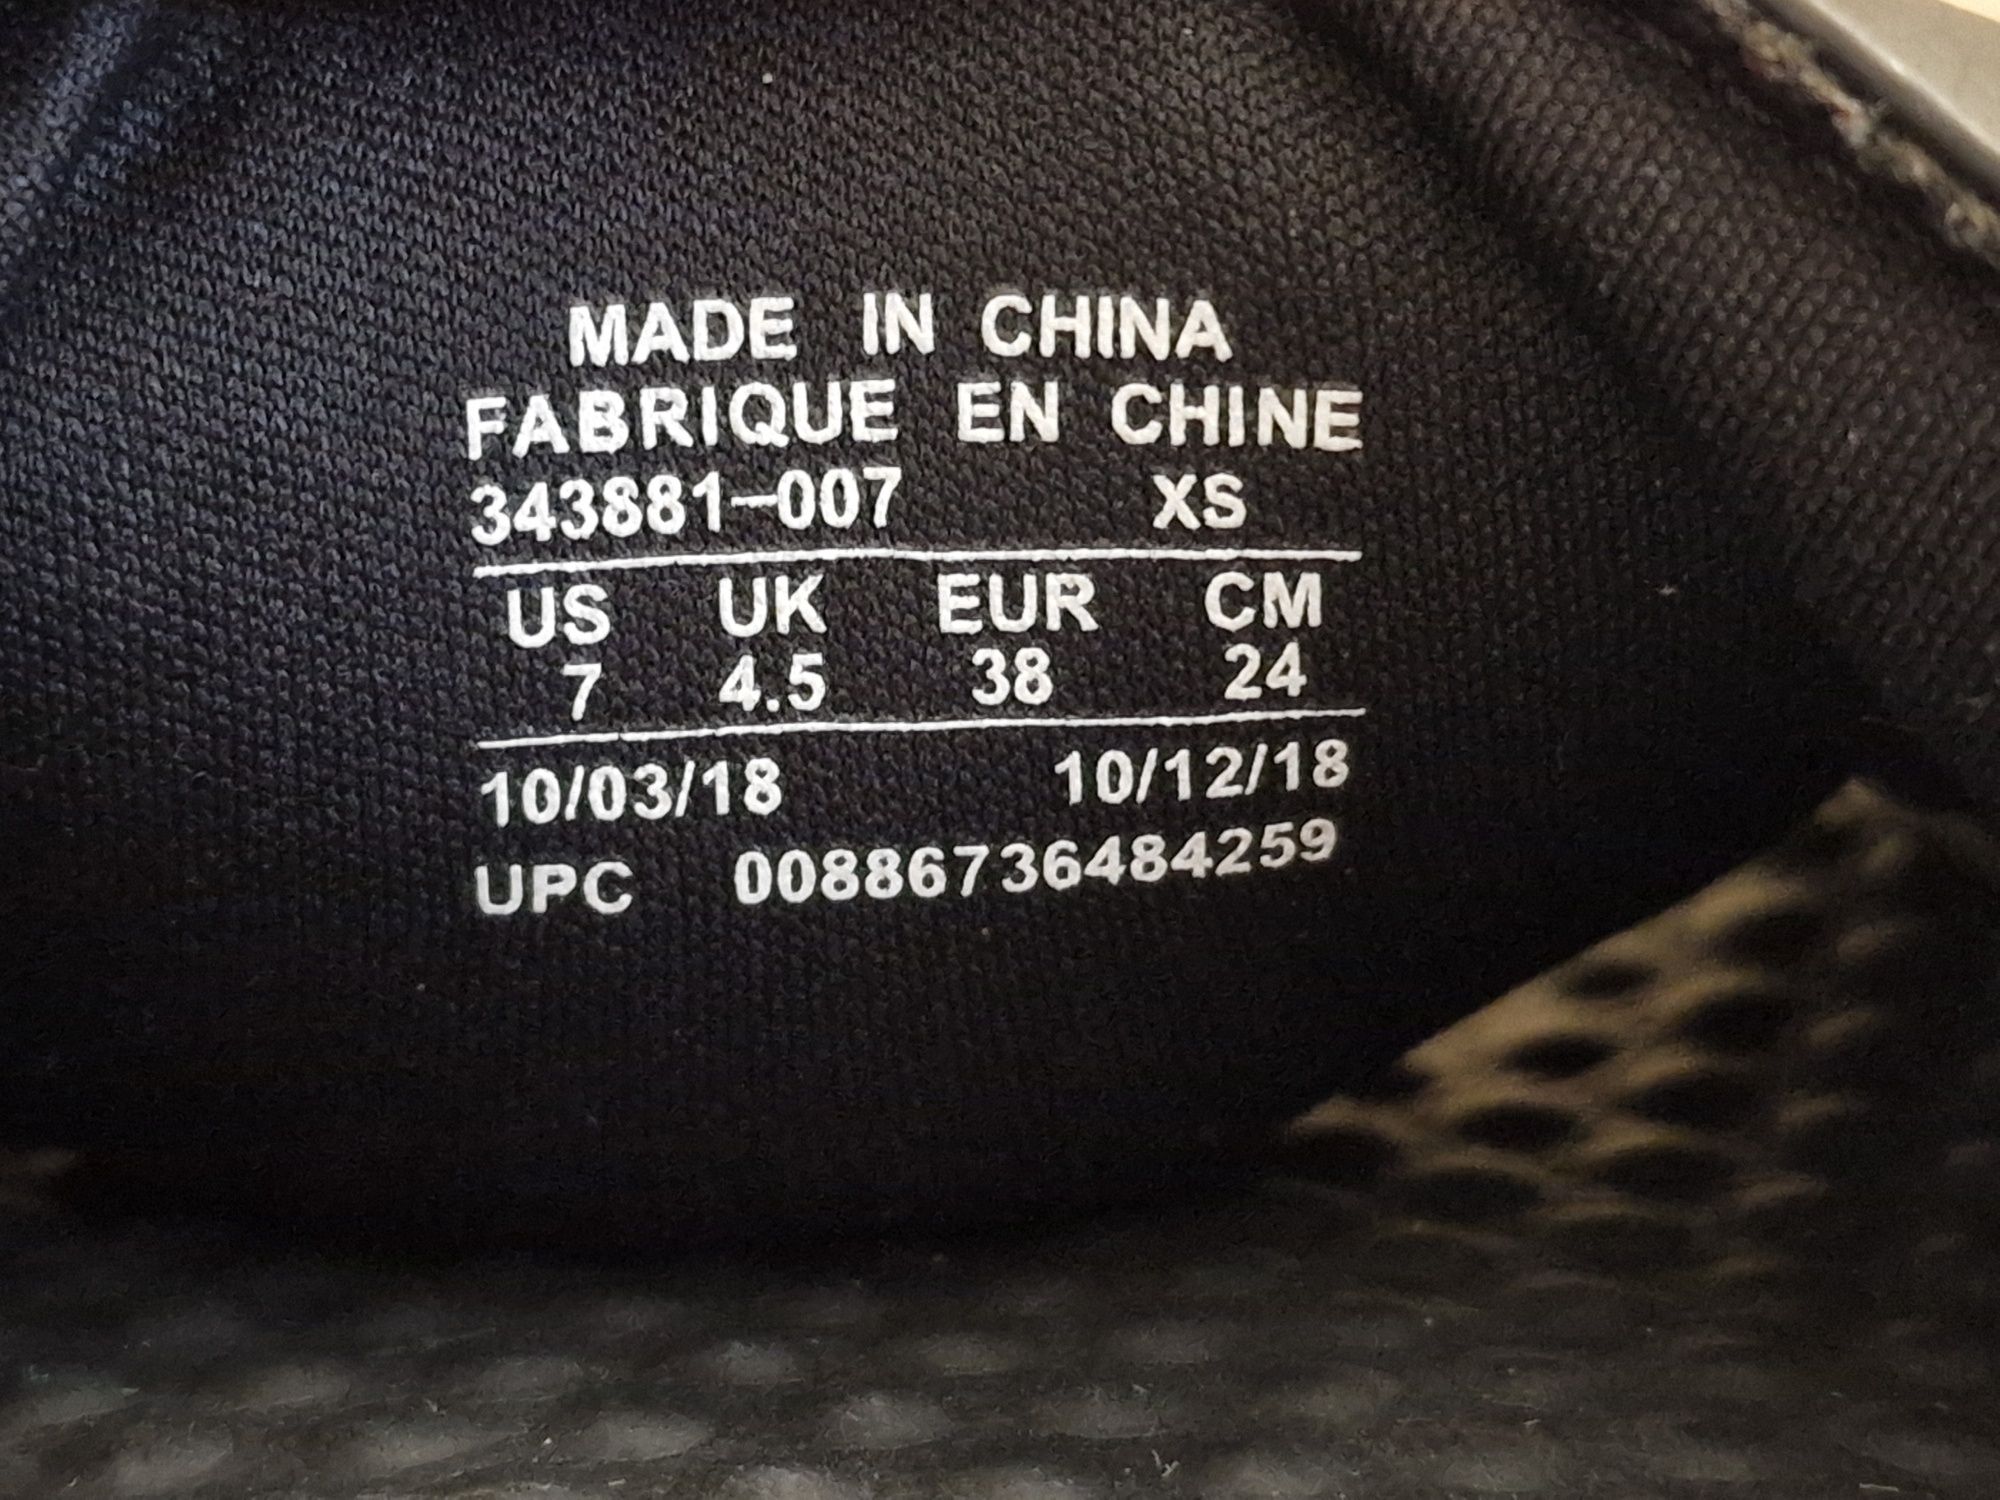 MADE IN CHINA
FABRIQUE EN CHINE
343881-007 XS
US UK EUR CM
7 4.5 38 24
10/03/18 10/12/18
UPC 00886736484259